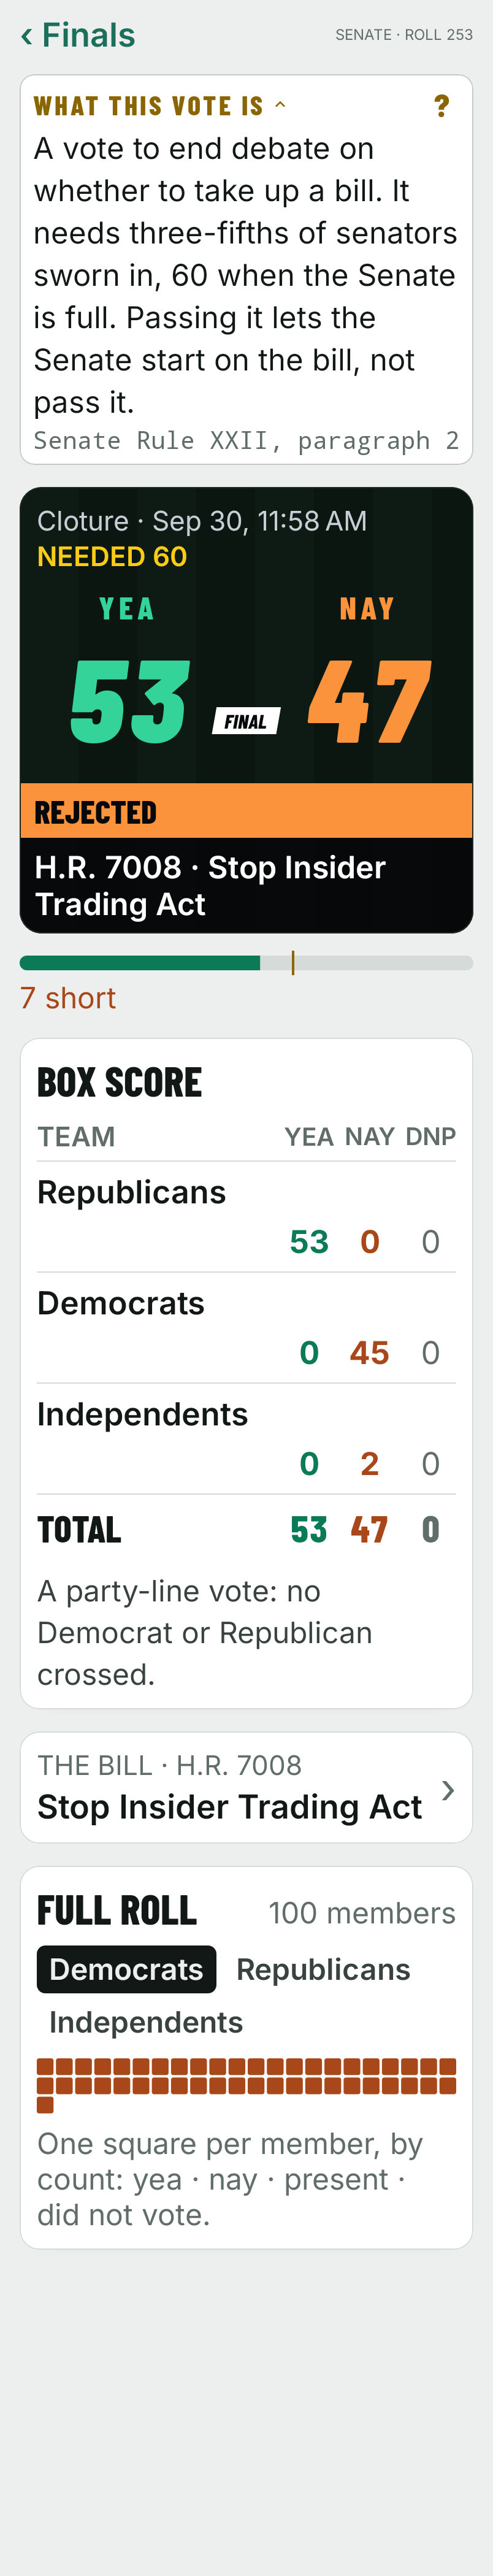 ‹ Finals
SENATE · ROLL 253
WHAT THIS VOTE IS ^ ?
A vote to end debate on
whether to take up a bill. It
needs three-fifths of senators
sworn in, 60 when the Senate
is full. Passing it lets the
Senate start on the bill, not
pass it.
Senate Rule XXII, paragraph 2
Cloture · Sep 30, 11:58 AM
NEEDED 60
YEA NAY
53 FINAL 47
REJECTED
H.R. 7008 · Stop Insider
Trading Act
7 short
BOX SCORE
TEAM YEA NAY DNP
Republicans
53 0 0
Democrats
0 45 0
Independents
0 2 0
TOTAL 53 47 0
A party-line vote: no
Democrat or Republican
crossed.
THE BILL · H.R. 7008
Stop Insider Trading Act ›
FULL ROLL 100 members
Democrats Republicans
Independents
One square per member, by
count: yea · nay · present ·
did not vote.